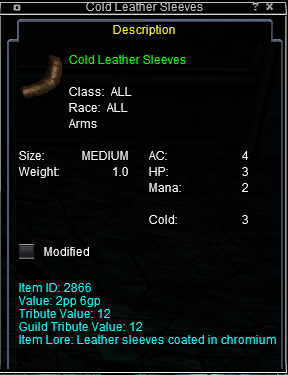 Cold Leather Sleeves
Description
Cold Leather Sleeves
Class: ALL
Race: ALL
Arms
Size: MEDIUM AC: 4
Weight: 1.0 HP: 3
Mana: 2
Cold: 3
Modified
Item ID: 2866
Value: 2pp 6gp
Tribute Value: 12
Guild Tribute Value: 12
Item Lore: Leather sleeves coated in chromium